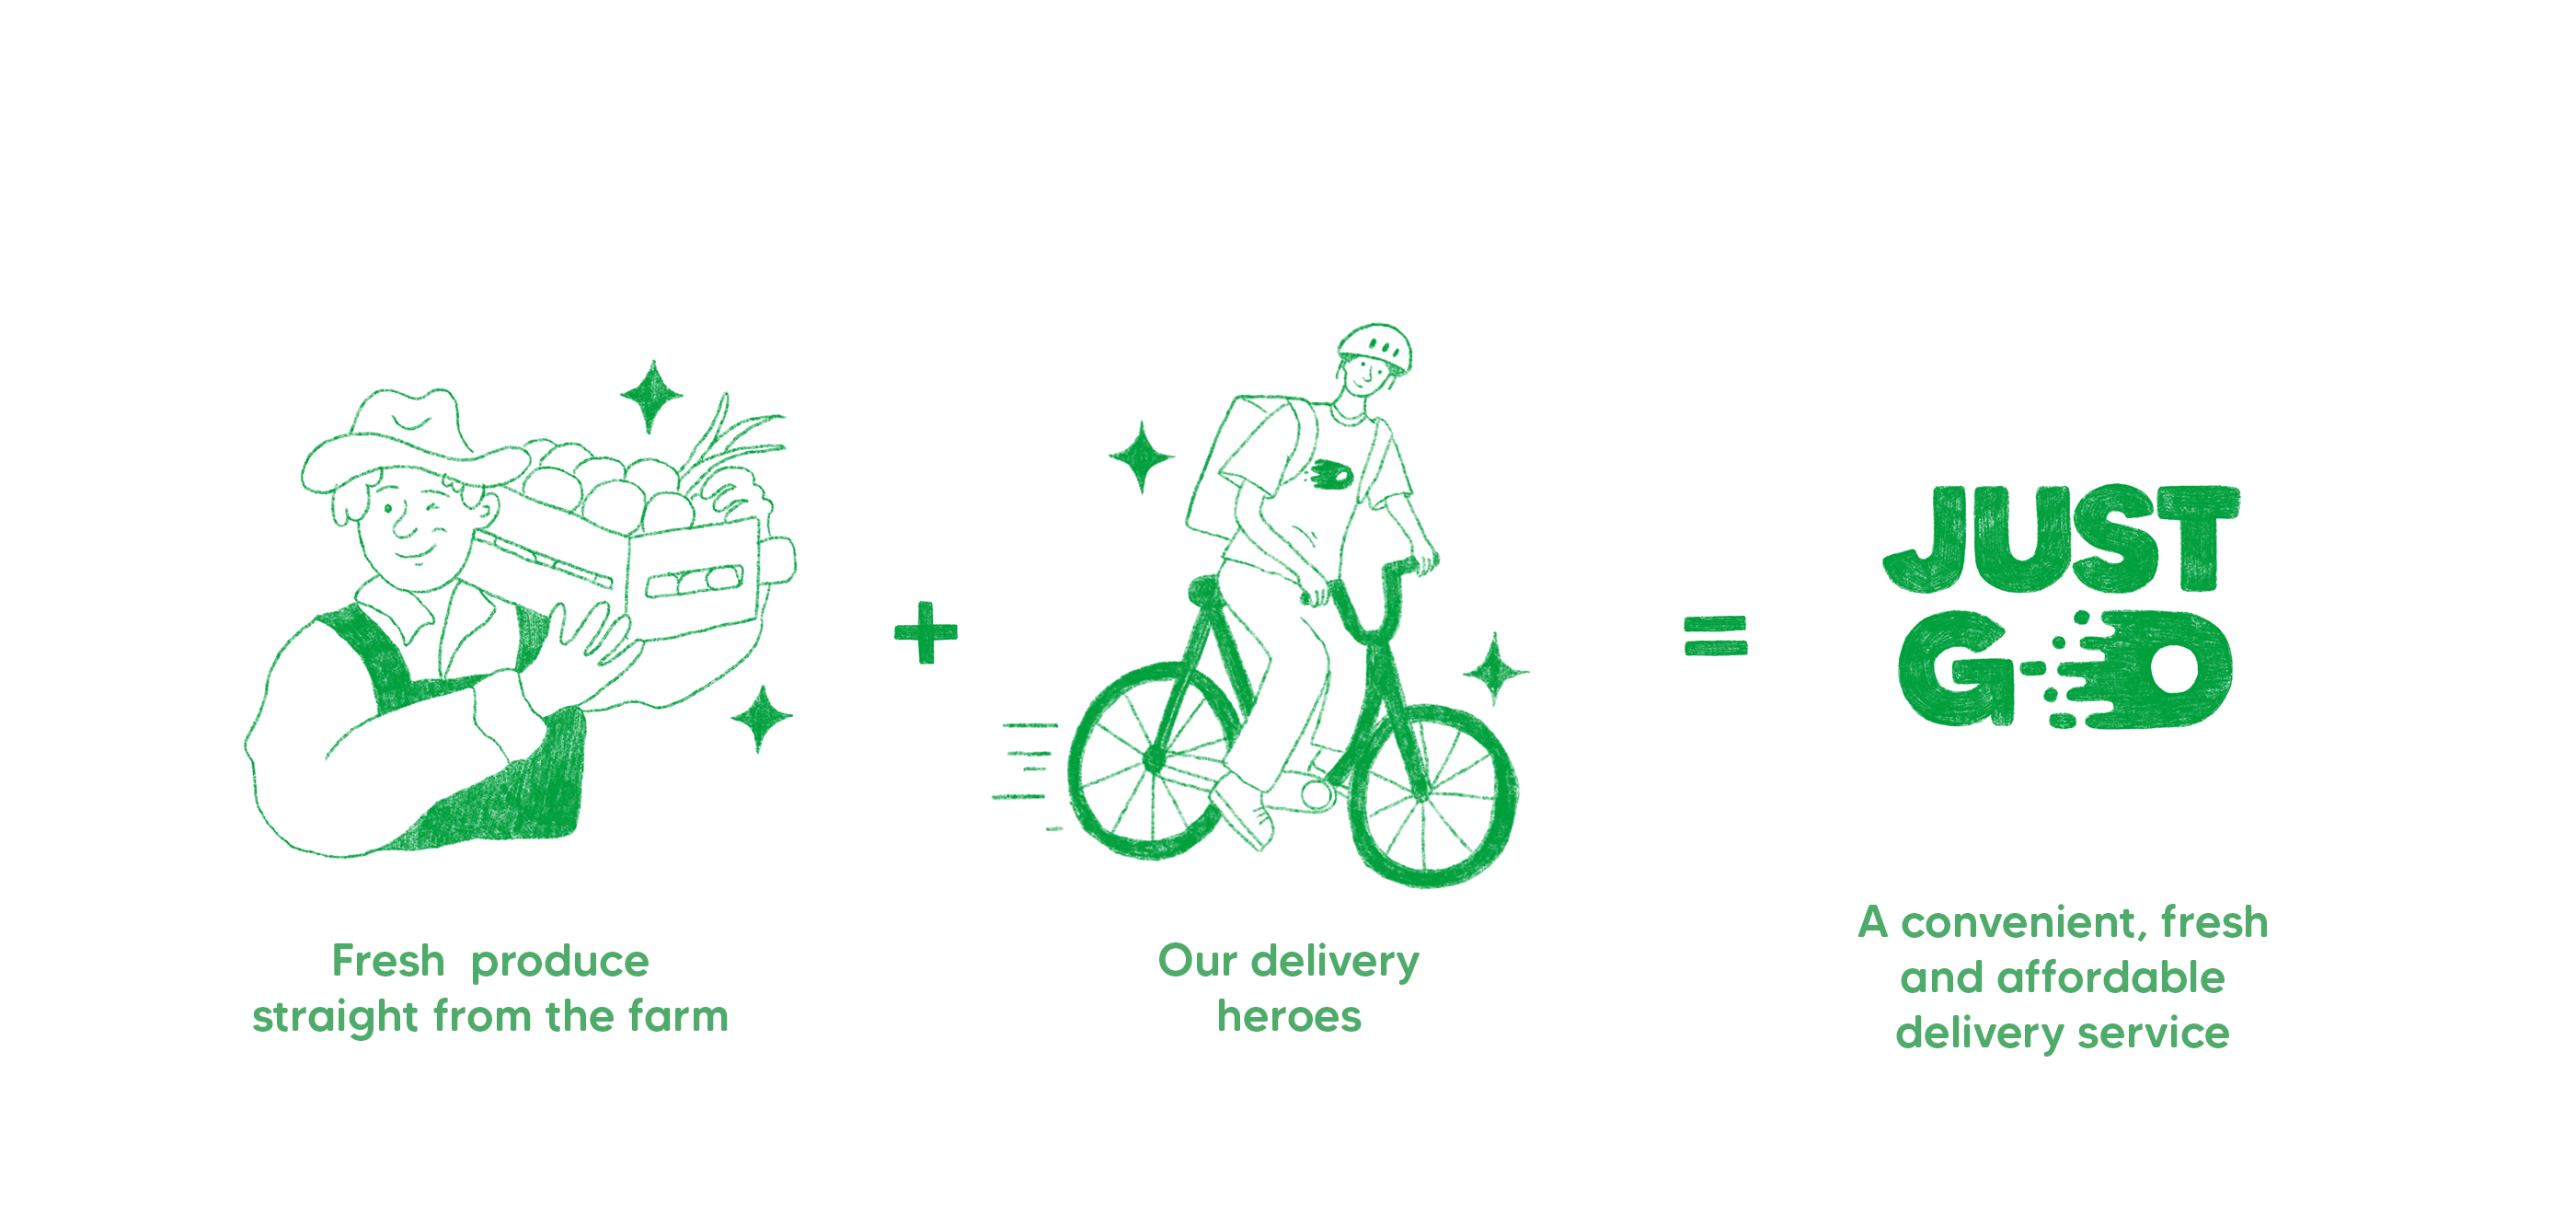 Fresh  produce
straight from the farm
+
Our delivery
heroes
=
JUST
GO
A convenient, fresh
and affordable
delivery service